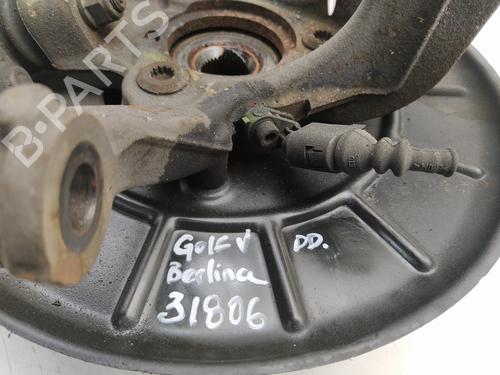 B-PARTS
Golf V DD.
Berlina
31806